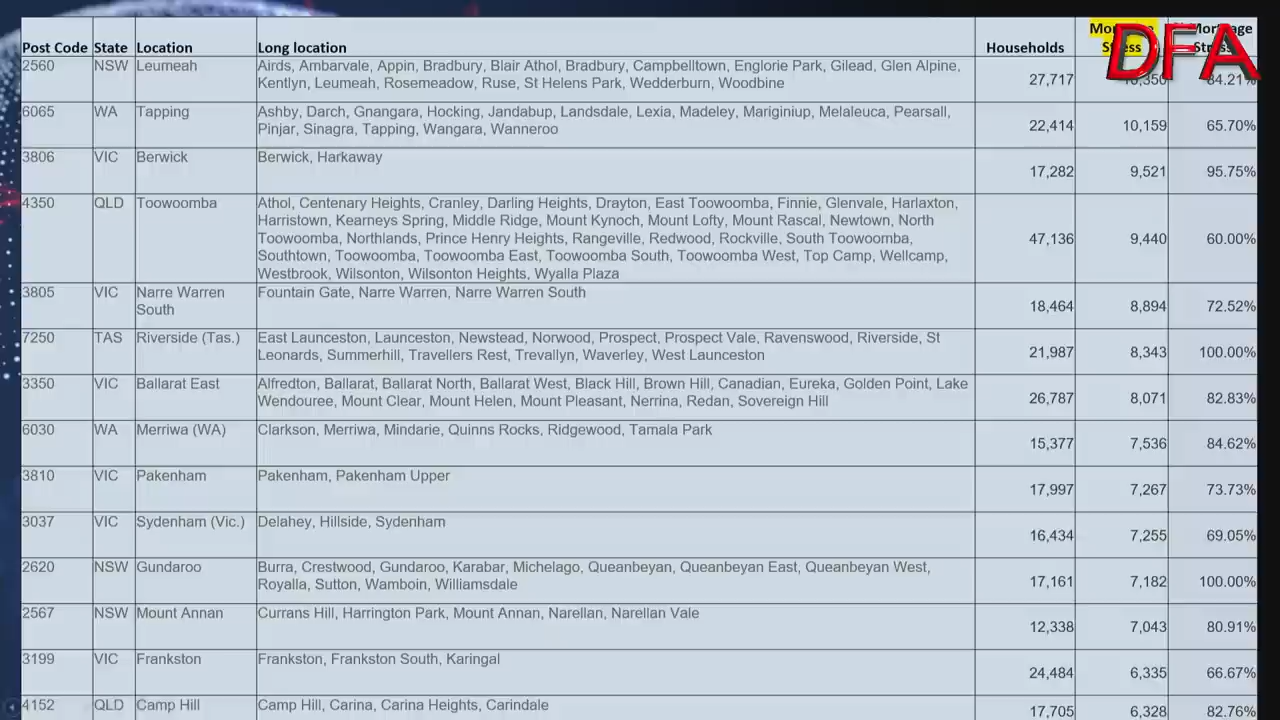 Post Code State Location Long location Households Mortgage Stress Mortgage Stress
DFA
2560 NSW Leumeah Airds, Ambarvale, Appin, Bradbury, Blair Athol, Bradbury, Campbelltown, Englorie Park, Gilead, Glen Alpine,
Kentlyn, Leumeah, Rosemeadow, Ruse, St Helens Park, Wedderburn, Woodbine 27,717 84.21%
6065 WA Tapping Ashby, Darch, Gnangara, Hocking, Jandabup, Landsdale, Lexia, Madeley, Mariginiup, Melaleuca, Pearsall,
Pinjar, Sinagra, Tapping, Wangara, Wanneroo 22,414 10,159 65.70%
3806 VIC Berwick Berwick, Harkaway 17,282 9,521 95.75%
4350 QLD Toowoomba Athol, Centenary Heights, Cranley, Darling Heights, Drayton, East Toowoomba, Finnie, Glenvale, Harlaxton,
Harristown, Kearneys Spring, Middle Ridge, Mount Kynoch, Mount Lofty, Mount Rascal, Newtown, North
Toowoomba, Northlands, Prince Henry Heights, Rangeville, Redwood, Rockville, South Toowoomba, 47,136 9,440 60.00%
Southtown, Toowoomba, Toowoomba East, Toowoomba South, Toowoomba West, Top Camp, Wellcamp,
Westbrook, Wilsonton, Wilsonton Heights, Wyalla Plaza
3805 VIC Narre Warren Fountain Gate, Narre Warren, Narre Warren South
South 18,464 8,894 72.52%
7250 TAS Riverside (Tas.) East Launceston, Launceston, Newstead, Norwood, Prospect, Prospect Vale, Ravenswood, Riverside, St
Leonards, Summerhill, Travellers Rest, Trevallyn, Waverley, West Launceston 21,987 8,343 100.00%
3350 VIC Ballarat East Alfredton, Ballarat, Ballarat North, Ballarat West, Black Hill, Brown Hill, Canadian, Eureka, Golden Point, Lake
Wendouree, Mount Clear, Mount Helen, Mount Pleasant, Nerrina, Redan, Sovereign Hill 26,787 8,071 82.83%
6030 WA Merriwa (WA) Clarkson, Merriwa, Mindarie, Quinns Rocks, Ridgewood, Tamala Park 15,377 7,536 84.62%
3810 VIC Pakenham Pakenham, Pakenham Upper 17,997 7,267 73.73%
3037 VIC Sydenham (Vic.) Delahey, Hillside, Sydenham 16,434 7,255 69.05%
2620 NSW Gundaroo Burra, Crestwood, Gundaroo, Karabar, Michelago, Queanbeyan, Queanbeyan East, Queanbeyan West,
Royalla, Sutton, Wamboin, Williamsdale 17,161 7,182 100.00%
2567 NSW Mount Annan Currans Hill, Harrington Park, Mount Annan, Narellan, Narellan Vale 12,338 7,043 80.91%
3199 VIC Frankston Frankston, Frankston South, Karingal 24,484 6,335 66.67%
4152 QLD Camp Hill Camp Hill, Carina, Carina Heights, Carindale 17,705 6,328 82.76%